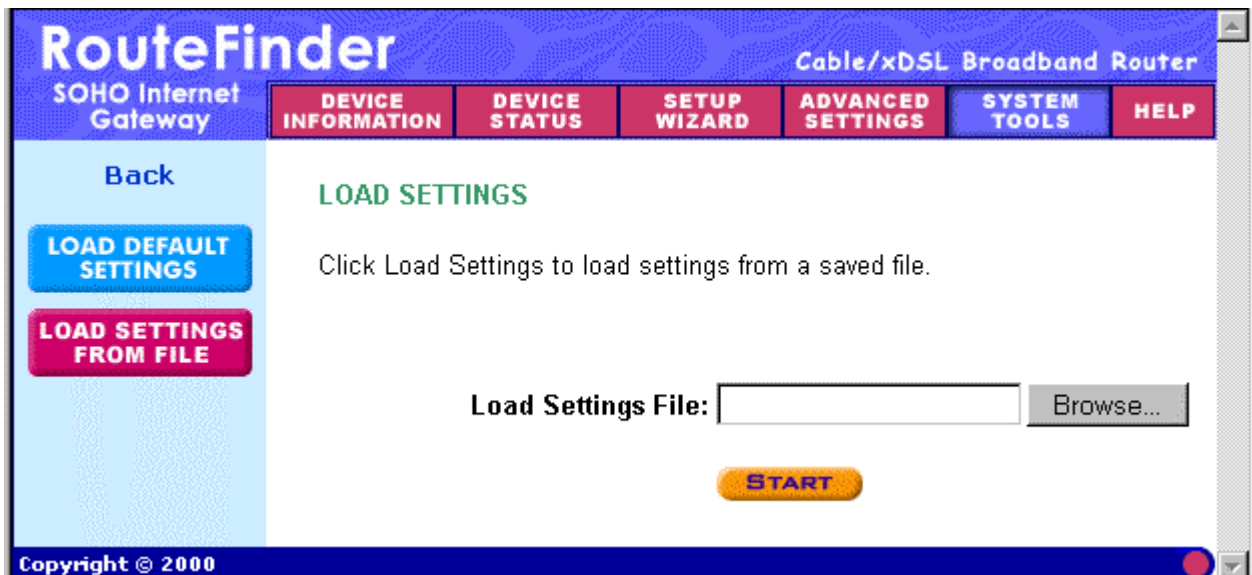 RouteFinder
SOHO Internet
Gateway
Cable/xDSL Broadband Router
DEVICE INFORMATION
DEVICE STATUS
SETUP WIZARD
ADVANCED SETTINGS
SYSTEM TOOLS
HELP
Back
LOAD DEFAULT
SETTINGS
LOAD SETTINGS
FROM FILE
LOAD SETTINGS
Click Load Settings to load settings from a saved file.
Load Settings File:
Browse...
START
Copyright © 2000